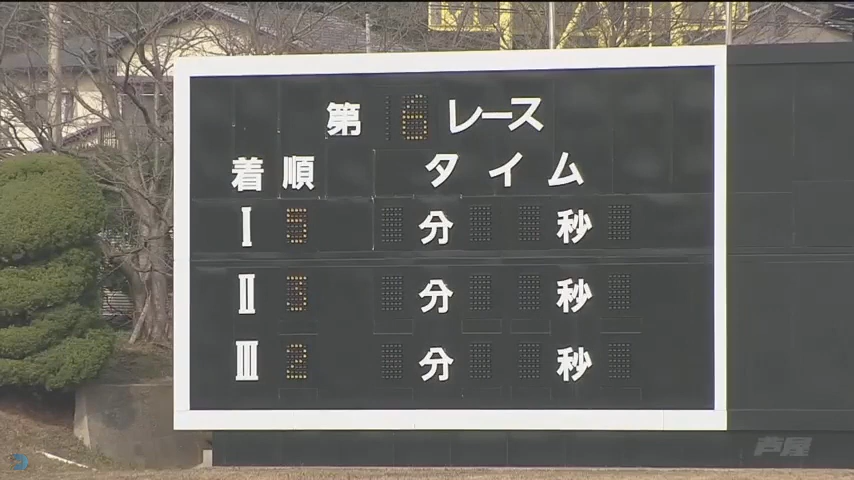 第 6 レース
着順 タイム
I 3 分 秒
II 5 分 秒
III 2 分 秒
芦屋